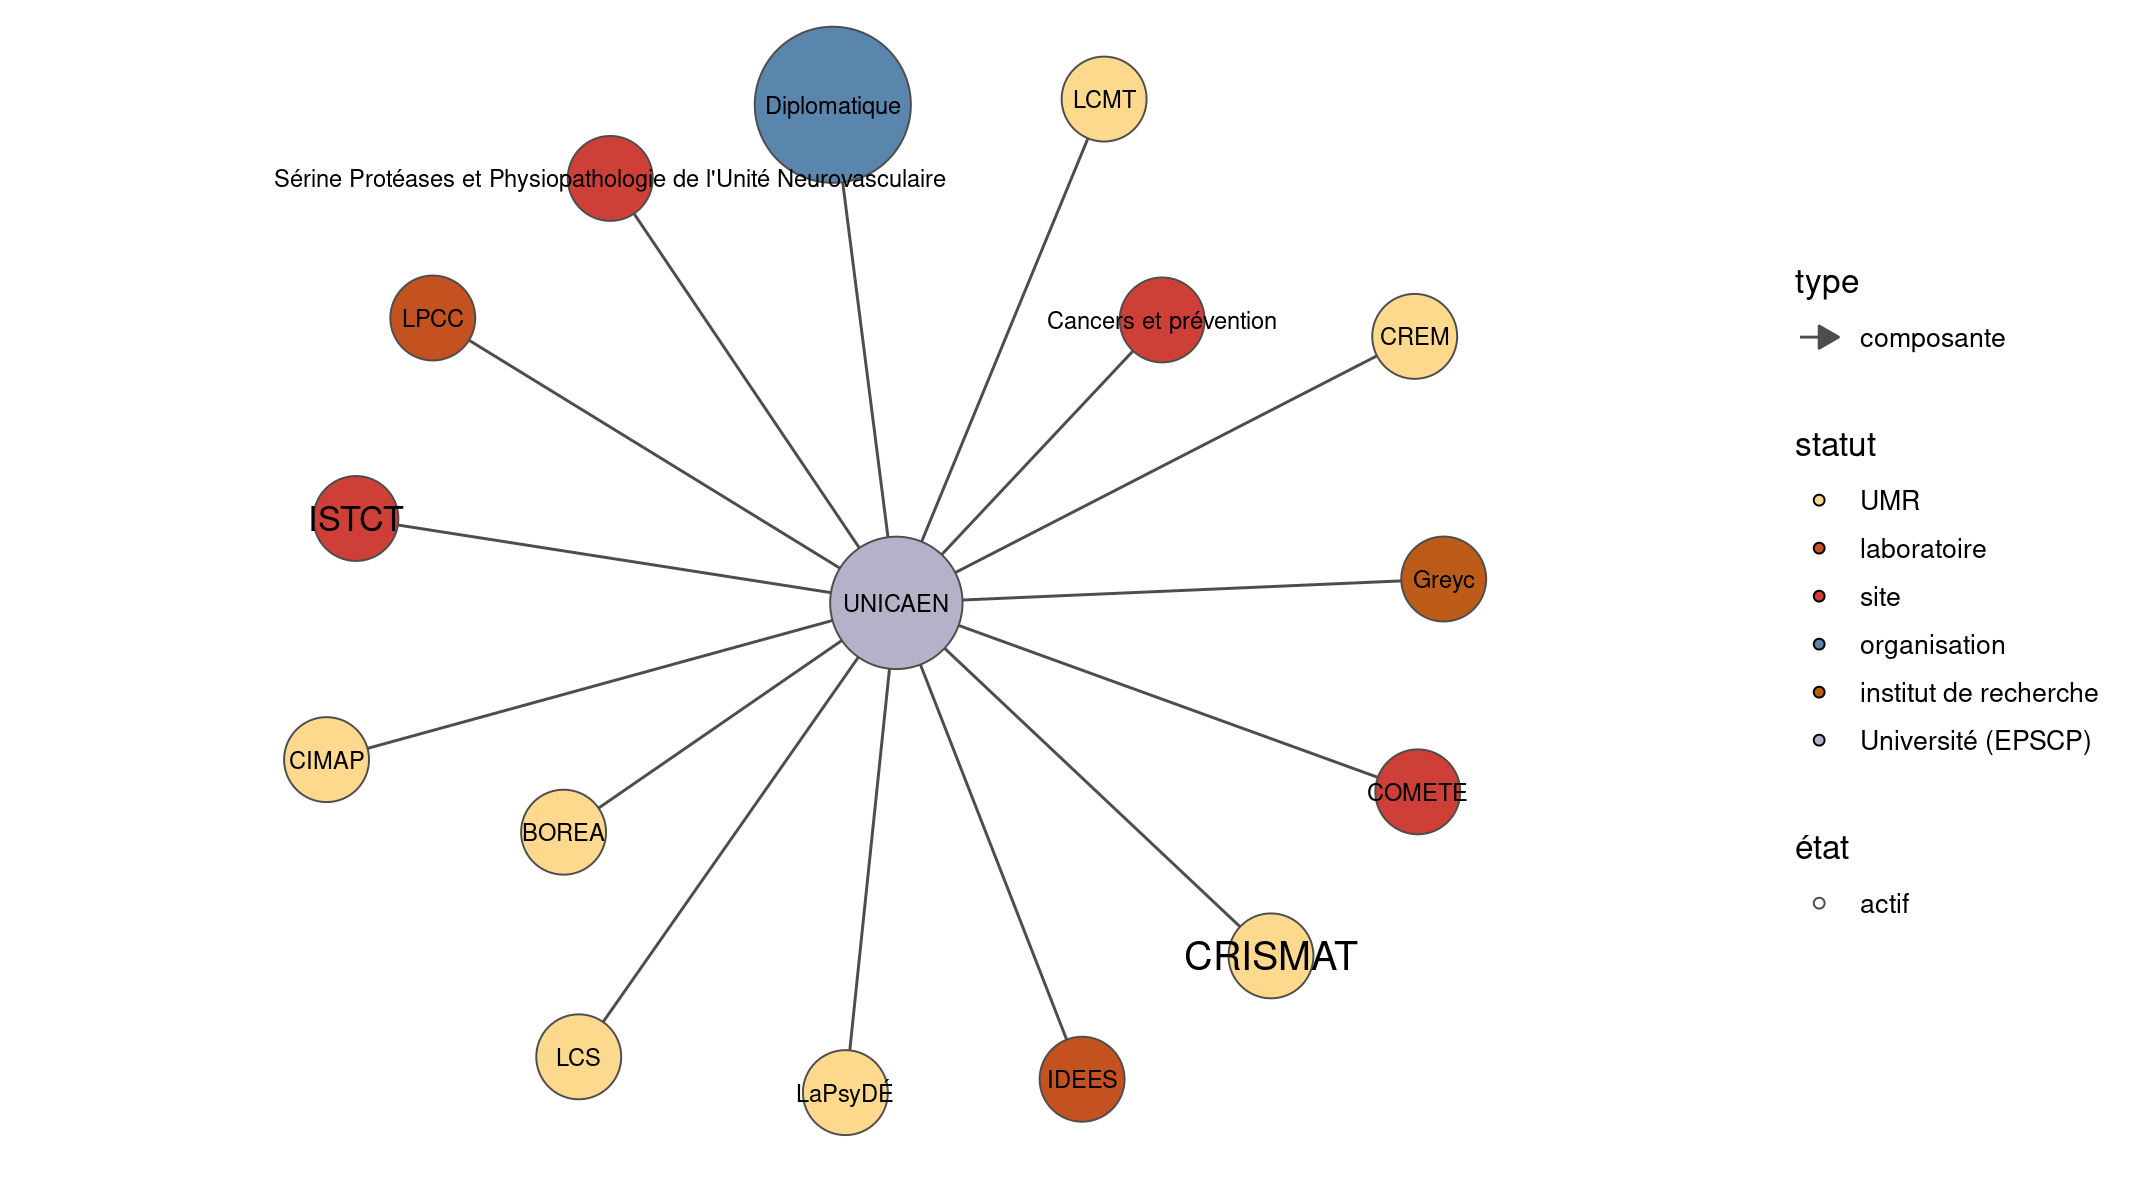 Diplomatique
LCMT
Sérine Protéases et Physiopathologie de l'Unité Neurovasculaire
LPCC
Cancers et prévention
CREM
ISTCT
UNICAEN
Greyc
CIMAP
BOREA
COMETE
CRISMAT
LCS
LaPsyDÉ
IDEES
type
composante
statut
UMR
laboratoire
site
organisation
institut de recherche
Université (EPSCP)
état
actif